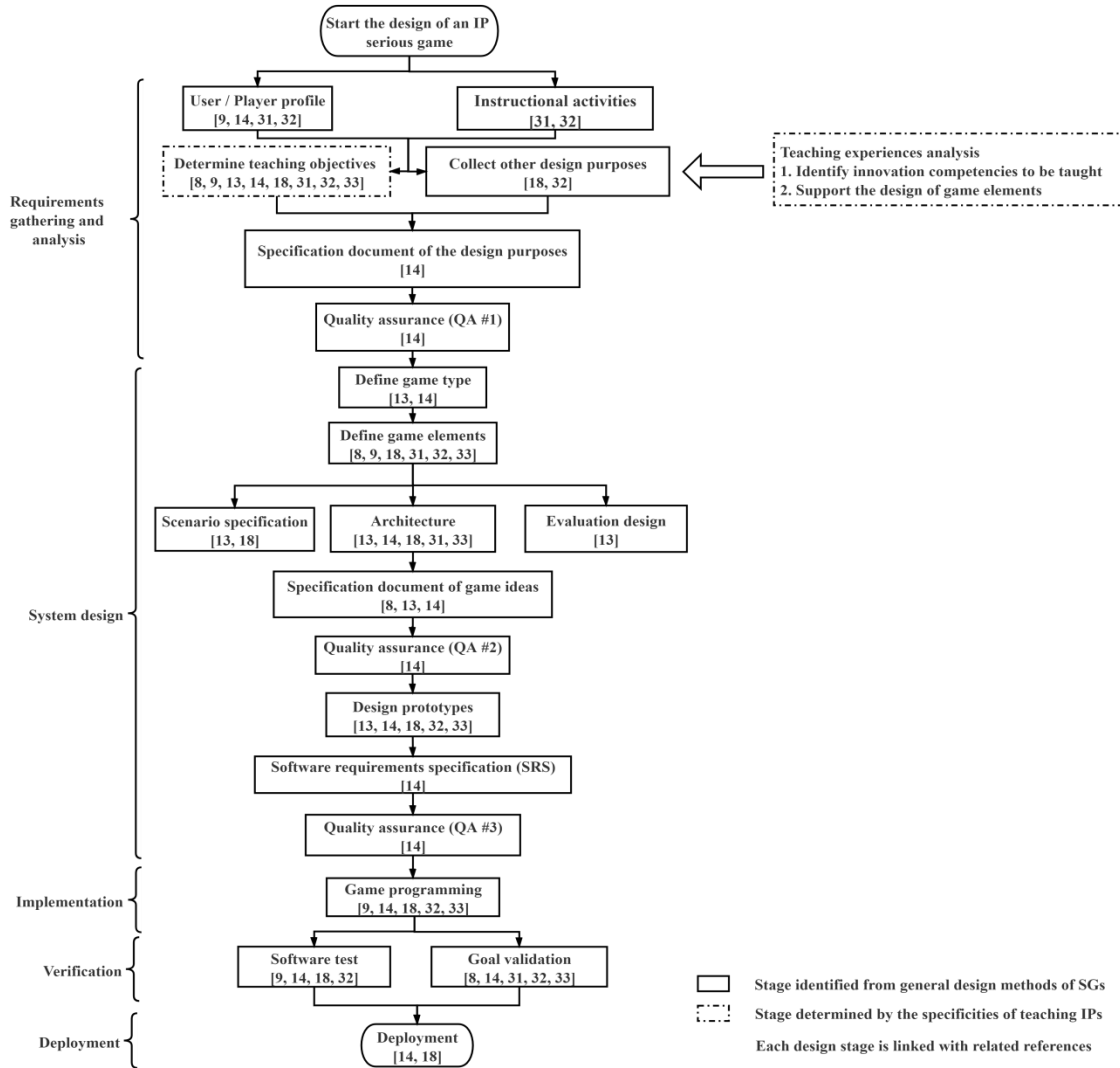 Start the design of an IP
serious game
User / Player profile
[9, 14, 31, 32]
Instructional activities
[31, 32]
Determine teaching objectives
[8, 9, 13, 14, 18, 31, 32, 33]
Collect other design purposes
[18, 32]
Teaching experiences analysis
1. Identify innovation competencies to be taught
2. Support the design of game elements
Requirements
gathering and
analysis
Specification document of the design purposes
[14]
Quality assurance (QA #1)
[14]
Define game type
[13, 14]
Define game elements
[8, 9, 18, 31, 32, 33]
Scenario specification
[13, 18]
Architecture
[13, 14, 18, 31, 33]
Evaluation design
[13]
Specification document of game ideas
[8, 13, 14]
System design
Quality assurance (QA #2)
[14]
Design prototypes
[13, 14, 18, 32, 33]
Software requirements specification (SRS)
[14]
Quality assurance (QA #3)
[14]
Implementation
Game programming
[9, 14, 18, 32, 33]
Verification
Software test
[9, 14, 18, 32]
Goal validation
[8, 14, 31, 32, 33]
Deployment
Deployment
[14, 18]
Stage identified from general design methods of SGs
Stage determined by the specificities of teaching IPs
Each design stage is linked with related references